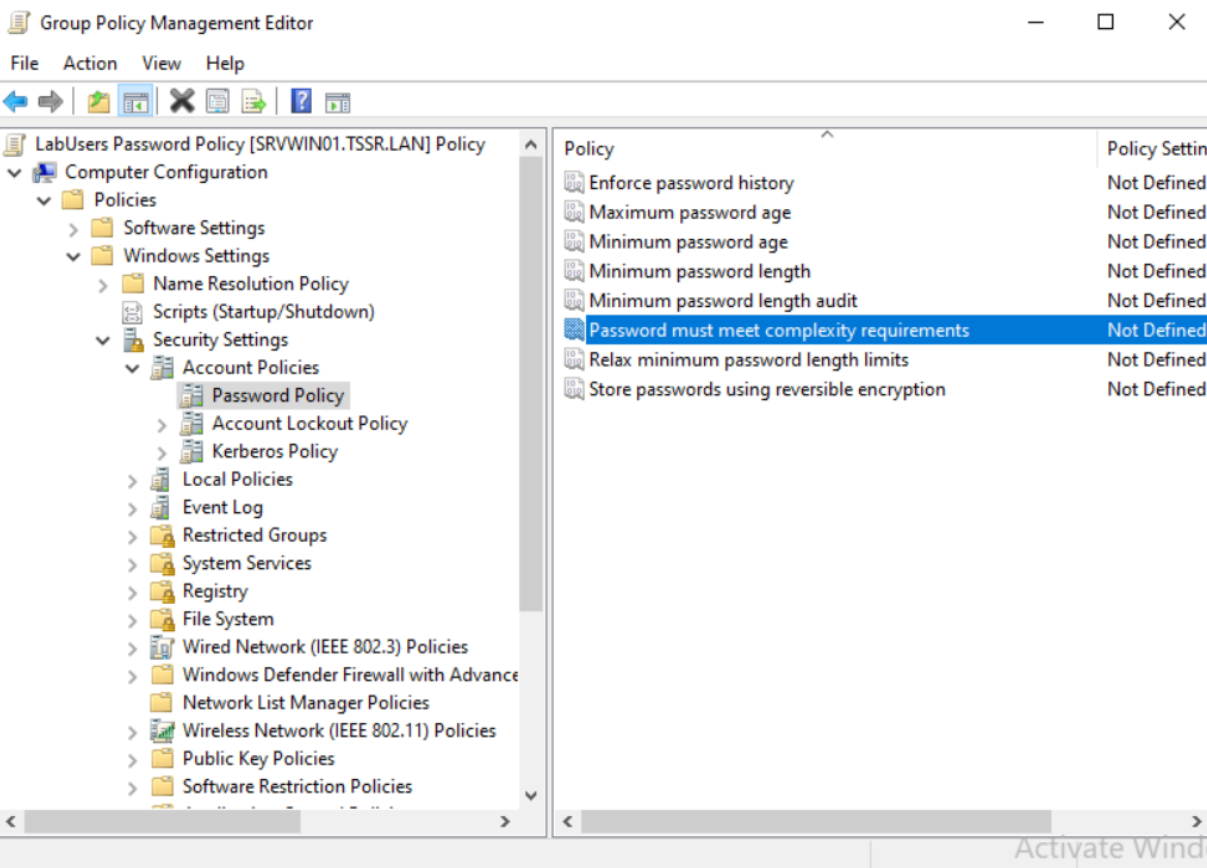 Group Policy Management Editor
File Action View Help
LabUsers Password Policy [SRVWIN01.TSSR.LAN] Policy
Computer Configuration
Policies
Software Settings
Windows Settings
Name Resolution Policy
Scripts (Startup/Shutdown)
Security Settings
Account Policies
Password Policy
Account Lockout Policy
Kerberos Policy
Local Policies
Event Log
Restricted Groups
System Services
Registry
File System
Wired Network (IEEE 802.3) Policies
Windows Defender Firewall with Advance
Network List Manager Policies
Wireless Network (IEEE 802.11) Policies
Public Key Policies
Software Restriction Policies
Policy Policy Settin
Enforce password history Not Defined
Maximum password age Not Defined
Minimum password age Not Defined
Minimum password length Not Defined
Minimum password length audit Not Defined
Password must meet complexity requirements Not Defined
Relax minimum password length limits Not Defined
Store passwords using reversible encryption Not Defined
Activate Wind